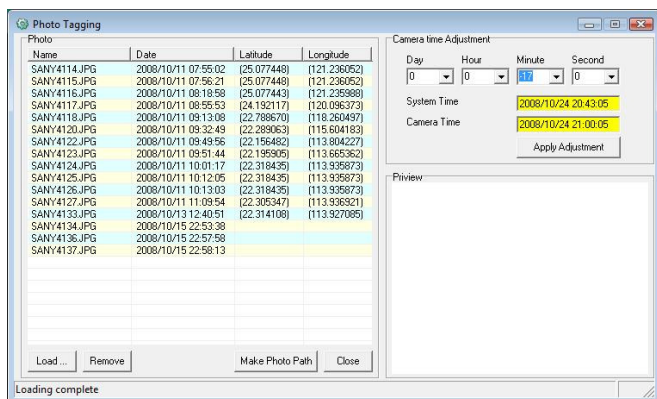 Photo Tagging
Photo
Name Date Latitude Longitude
SANY4114.JPG 2008/10/11 07:55:02 (25.077448) (121.236052)
SANY4115.JPG 2008/10/11 07:56:21 (25.077448) (121.236052)
SANY4116.JPG 2008/10/11 08:18:58 (25.077443) (121.235988)
SANY4117.JPG 2008/10/11 08:55:53 (24.192117) (120.096373)
SANY4118.JPG 2008/10/11 09:13:08 (22.788670) (118.260497)
SANY4120.JPG 2008/10/11 09:32:49 (22.289063) (115.604183)
SANY4122.JPG 2008/10/11 09:49:56 (22.156482) (113.804227)
SANY4123.JPG 2008/10/11 09:51:44 (22.195905) (113.665362)
SANY4124.JPG 2008/10/11 10:01:17 (22.318435) (113.935873)
SANY4125.JPG 2008/10/11 10:12:05 (22.318435) (113.935873)
SANY4126.JPG 2008/10/11 10:13:03 (22.318435) (113.935873)
SANY4127.JPG 2008/10/11 11:09:54 (22.305347) (113.936921)
SANY4133.JPG 2008/10/13 12:40:51 (22.314108) (113.927085)
SANY4134.JPG 2008/10/15 22:53:38
SANY4136.JPG 2008/10/15 22:57:58
SANY4137.JPG 2008/10/15 22:58:13
Load ... Remove Make Photo Path Close
Camera time Adjustment
Day Hour Minute Second
0 0 -17 0
System Time 2008/10/24 20:43:05
Camera Time 2008/10/24 21:00:05
Apply Adjustment
Priview
Loading complete